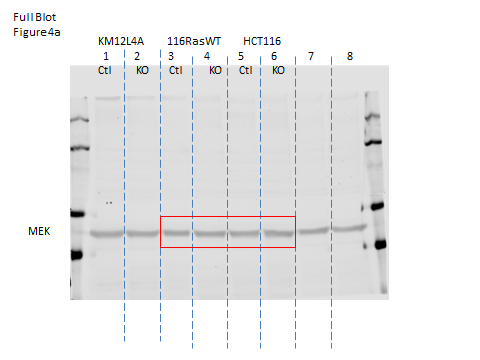 Full Blot
Figure4a
KM12L4A 116RasWT HCT116
1 2 3 4 5 6 7 8
Ctl KO Ctl KO Ctl KO
MEK